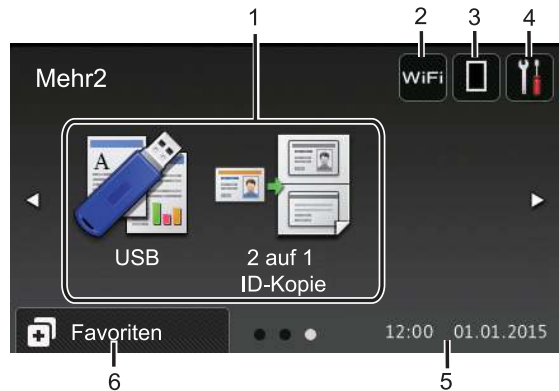 1
2 3 4
Mehr2
WiFi
A
USB
2 auf 1
ID-Kopie
Favoriten
12:00 01.01.2015
6
5